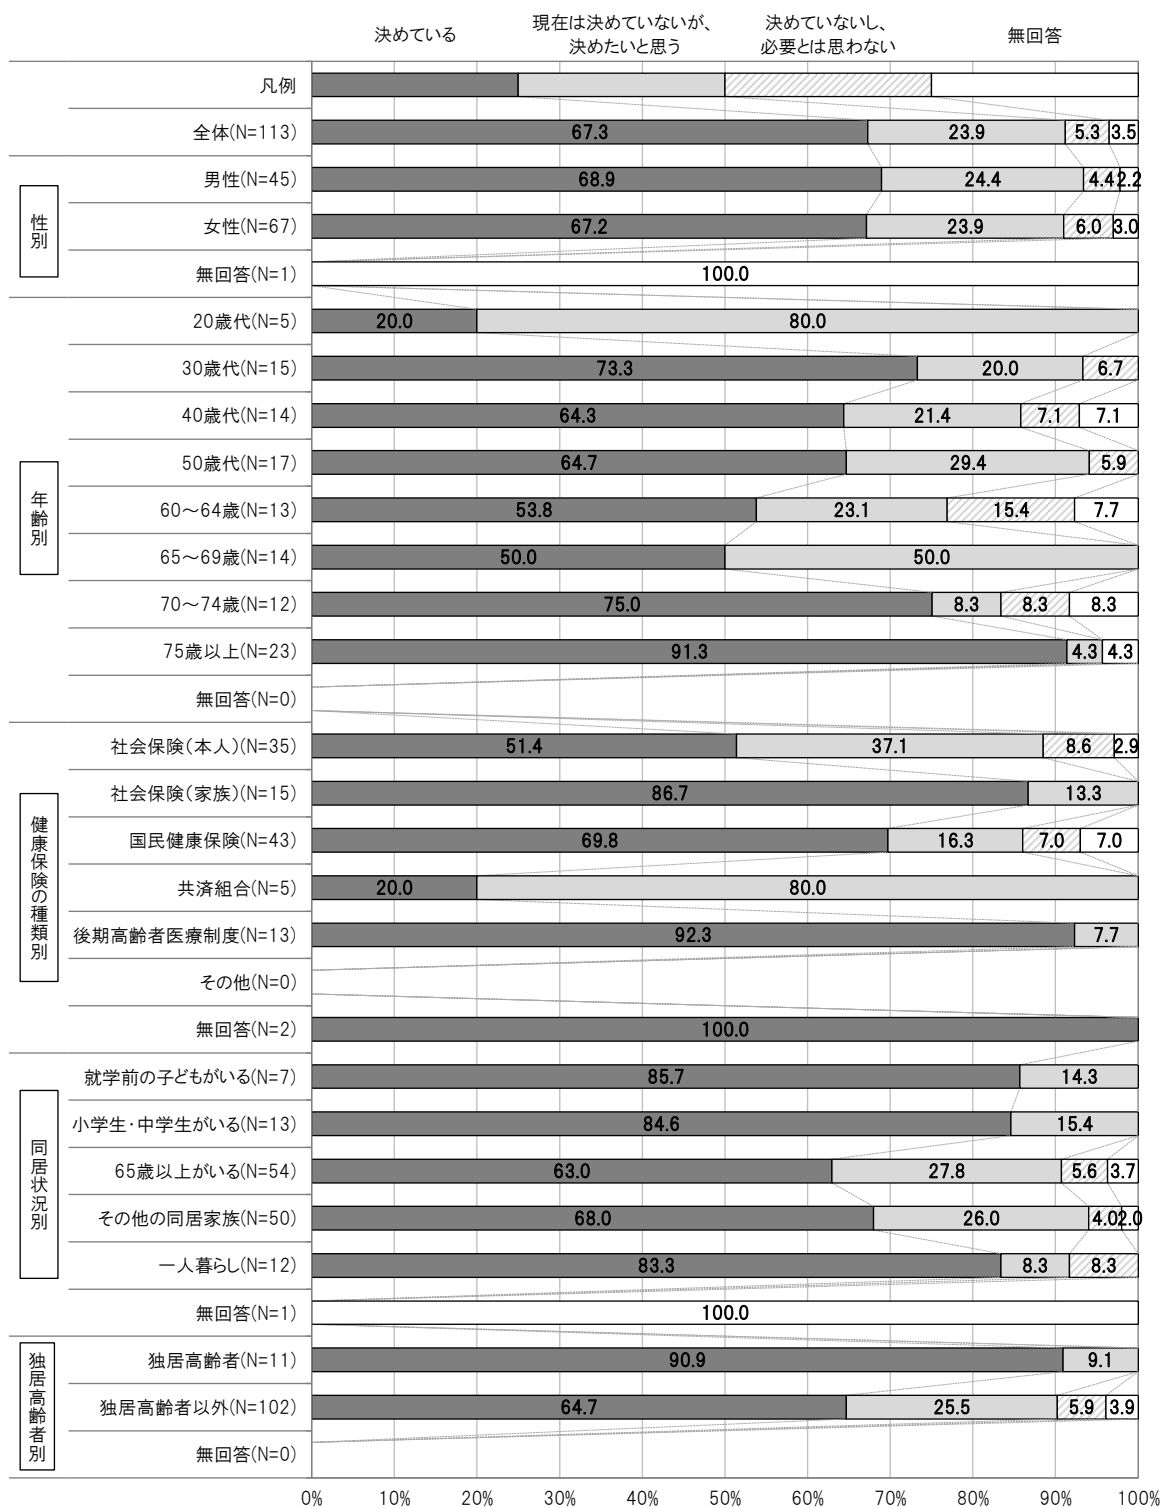 決めている
現在は決めていないが、
決めたいと思う
決めていないし、
必要とは思わない
無回答
凡例
全体(N=113) 67.3 23.9 5.3 3.5
性別
男性(N=45) 68.9 24.4 4.4 2.2
女性(N=67) 67.2 23.9 6.0 3.0
無回答(N=1) 100.0
年齢別
20歳代(N=5) 20.0 80.0
30歳代(N=15) 73.3 20.0 6.7
40歳代(N=14) 64.3 21.4 7.1 7.1
50歳代(N=17) 64.7 29.4 5.9
60～64歳(N=13) 53.8 23.1 15.4 7.7
65～69歳(N=14) 50.0 50.0
70～74歳(N=12) 75.0 8.3 8.3 8.3
75歳以上(N=23) 91.3 4.3 4.3
無回答(N=0)
健康保険の種類別
社会保険(本人)(N=35) 51.4 37.1 8.6 2.9
社会保険(家族)(N=15) 86.7 13.3
国民健康保険(N=43) 69.8 16.3 7.0 7.0
共済組合(N=5) 20.0 80.0
後期高齢者医療制度(N=13) 92.3 7.7
その他(N=0)
無回答(N=2) 100.0
同居状況別
就学前の子どもがいる(N=7) 85.7 14.3
小学生・中学生がいる(N=13) 84.6 15.4
65歳以上がいる(N=54) 63.0 27.8 5.6 3.7
その他の同居家族(N=50) 68.0 26.0 4.0 2.0
一人暮らし(N=12) 83.3 8.3 8.3
無回答(N=1) 100.0
独居高齢者別
独居高齢者(N=11) 90.9 9.1
独居高齢者以外(N=102) 64.7 25.5 5.9 3.9
無回答(N=0)
0% 10% 20% 30% 40% 50% 60% 70% 80% 90% 100%